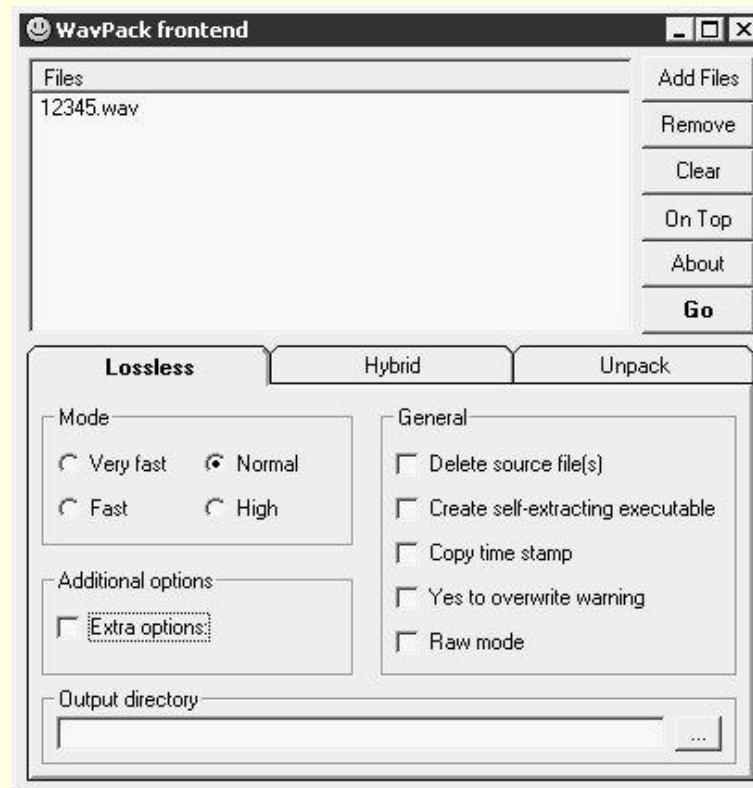 WavPack frontend
Files
12345.wav
Add Files
Remove
Clear
On Top
About
Go
Lossless
Hybrid
Unpack
Mode
Very fast
Normal
Fast
High
Additional options
Extra options:
General
Delete source file(s)
Create self-extracting executable
Copy time stamp
Yes to overwrite warning
Raw mode
Output directory
...